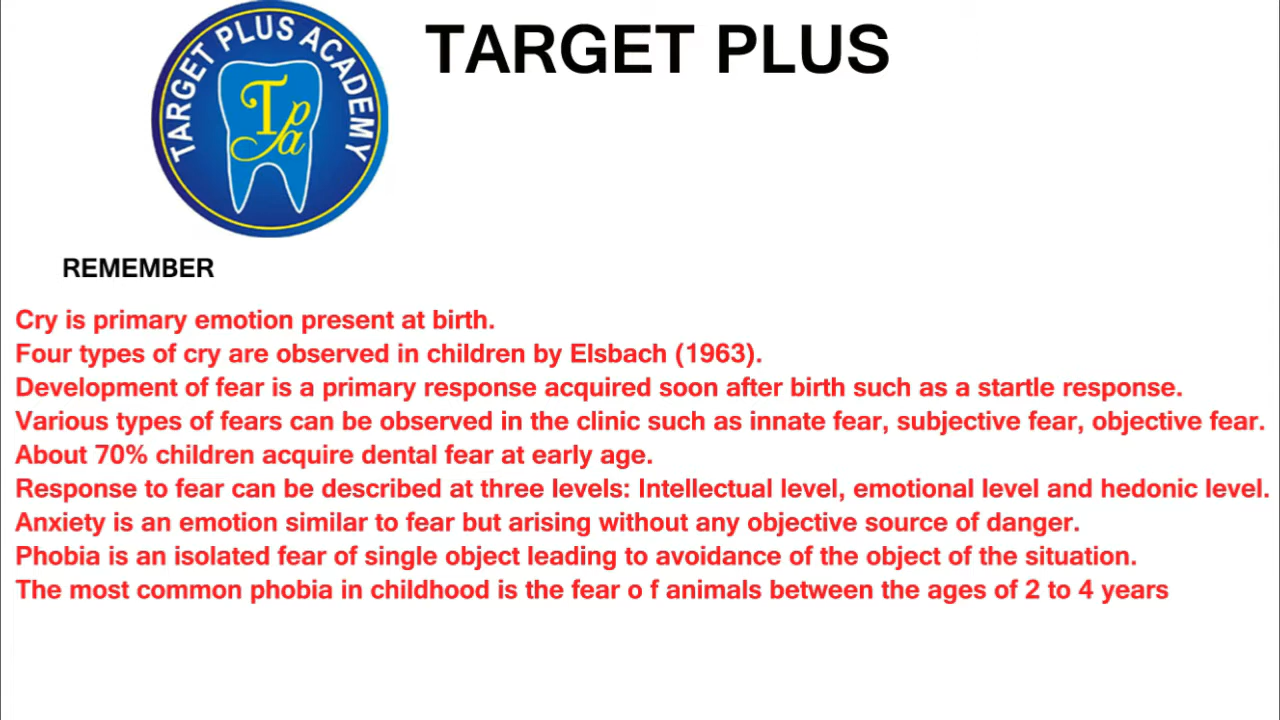 TARGET PLUS ACADEMY
Tpa
TARGET PLUS
REMEMBER
Cry is primary emotion present at birth.
Four types of cry are observed in children by Elsbach (1963).
Development of fear is a primary response acquired soon after birth such as a startle response.
Various types of fears can be observed in the clinic such as innate fear, subjective fear, objective fear.
About 70% children acquire dental fear at early age.
Response to fear can be described at three levels: Intellectual level, emotional level and hedonic level.
Anxiety is an emotion similar to fear but arising without any objective source of danger.
Phobia is an isolated fear of single object leading to avoidance of the object of the situation.
The most common phobia in childhood is the fear o f animals between the ages of 2 to 4 years